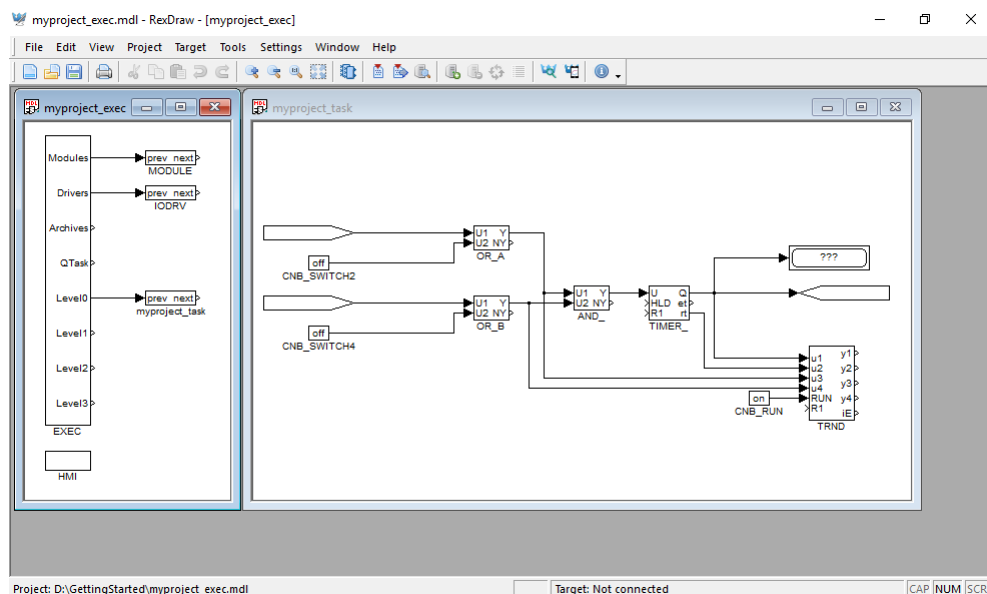 myproject_exec.mdl - RexDraw - [myproject_exec]
File Edit View Project Target Tools Settings Window Help
myproject_exec
Modules
prev next
MODULE
Drivers
prev next
IODRV
Archives
QTask
Level0
prev next
myproject_task
Level1
Level2
Level3
EXEC
HMI
myproject_task
U1 Y
U2 NY
OR_A
off
CNB_SWITCH2
U1 Y
U2 NY
OR_B
off
CNB_SWITCH4
U1 Y
U2 NY
AND_
U Q
HLD et
R1 rt
TIMER_
???
u1 y1
u2 y2
u3 y3
u4 y4
RUN iE
R1
TRND
on
CNB_RUN
Project: D:\GettingStarted\myproject_exec.mdl
Target: Not connected
CAP NUM SCR